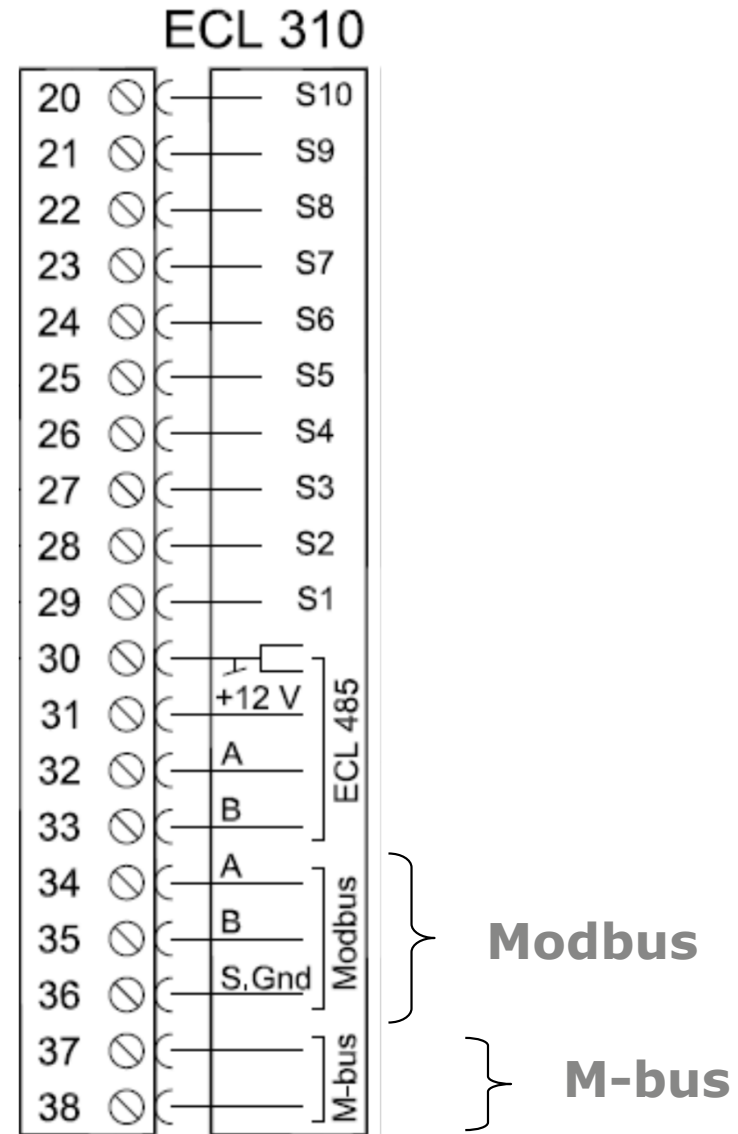 ECL 310
20 S10
21 S9
22 S8
23 S7
24 S6
25 S5
26 S4
27 S3
28 S2
29 S1
30
31 +12 V
32 A
33 B
ECL 485
34 A
35 B
36 S.Gnd
Modbus
Modbus
37
38
M-bus
M-bus